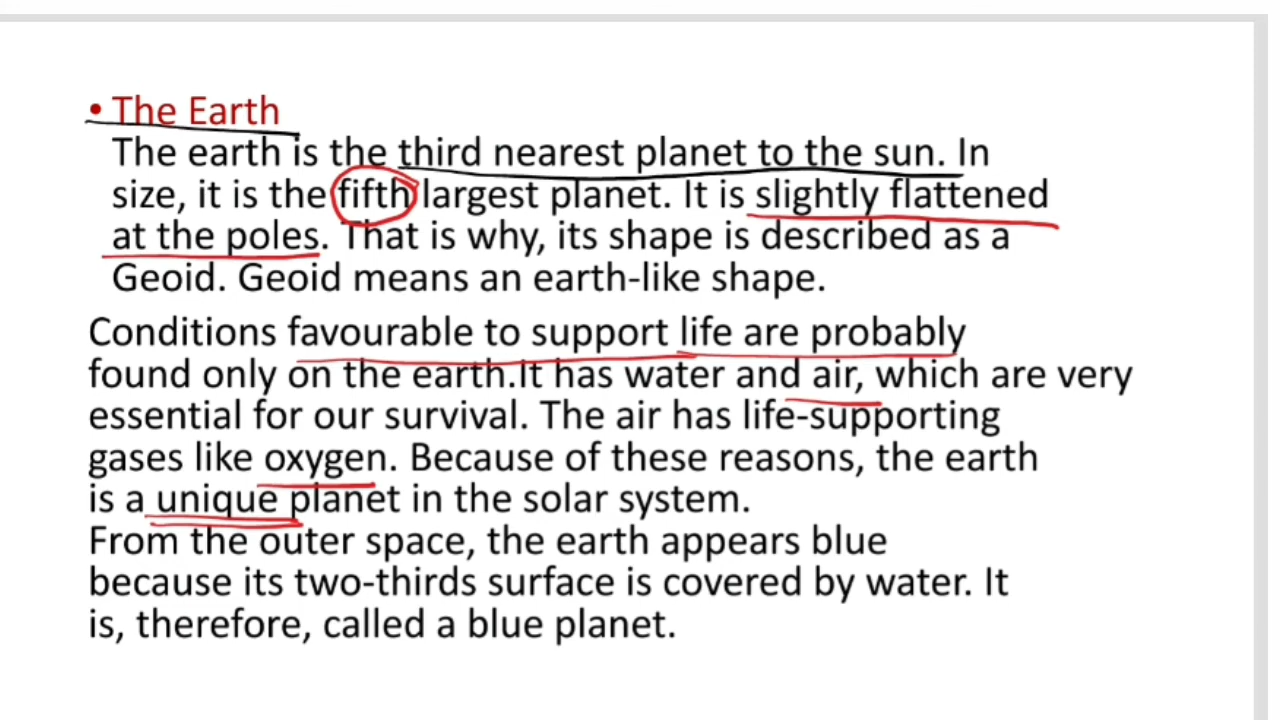 • The Earth
The earth is the third nearest planet to the sun. In
size, it is the fifth largest planet. It is slightly flattened
at the poles. That is why, its shape is described as a
Geoid. Geoid means an earth-like shape.
Conditions favourable to support life are probably
found only on the earth.It has water and air, which are very
essential for our survival. The air has life-supporting
gases like oxygen. Because of these reasons, the earth
is a unique planet in the solar system.
From the outer space, the earth appears blue
because its two-thirds surface is covered by water. It
is, therefore, called a blue planet.